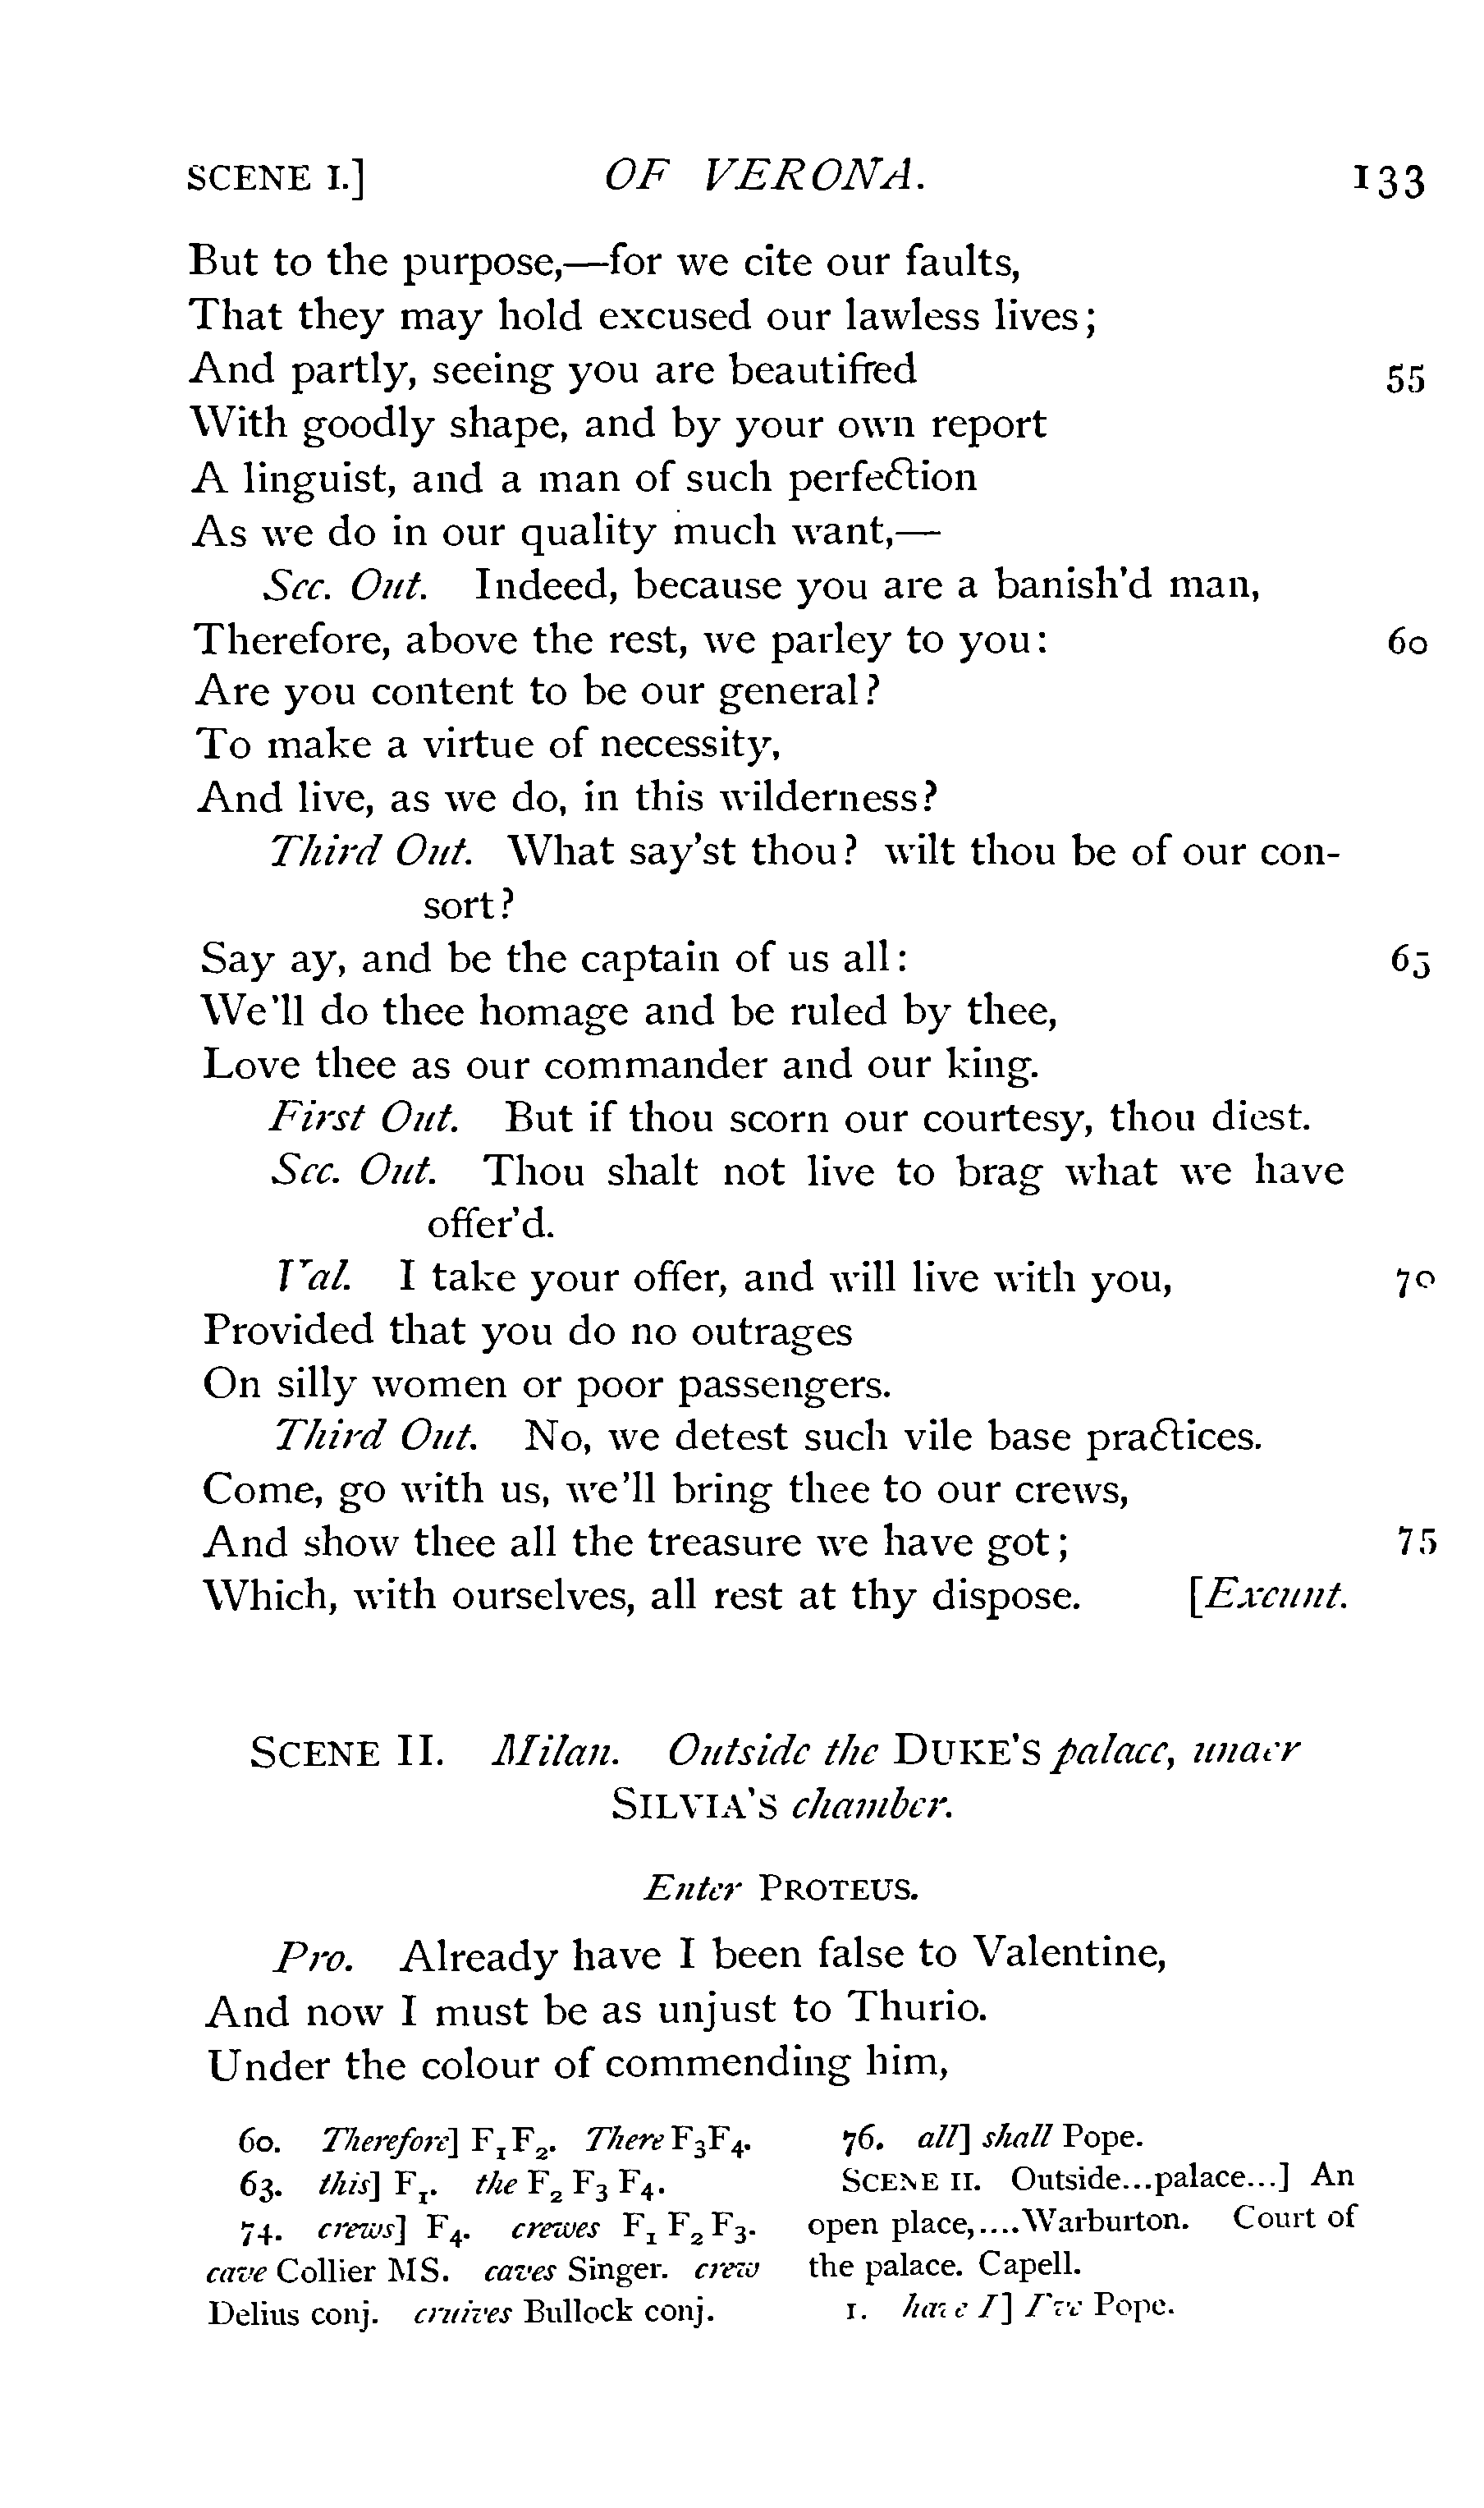 SCENE I.] OF VERONA. 133
But to the purpose,—for we cite our faults,
That they may hold excused our lawless lives;
And partly, seeing you are beautified 55
With goodly shape, and by your own report
A linguist, and a man of such perfection
As we do in our quality much want,—
Sec. Out. Indeed, because you are a banish'd man,
Therefore, above the rest, we parley to you: 60
Are you content to be our general?
To make a virtue of necessity,
And live, as we do, in this wilderness?
Third Out. What say'st thou? wilt thou be of our con-
sort?
Say ay, and be the captain of us all: 65
We'll do thee homage and be ruled by thee,
Love thee as our commander and our king.
First Out. But if thou scorn our courtesy, thou diest.
Sec. Out. Thou shalt not live to brag what we have
offer'd.
Val. I take your offer, and will live with you, 70
Provided that you do no outrages
On silly women or poor passengers.
Third Out. No, we detest such vile base practices.
Come, go with us, we'll bring thee to our crews,
And show thee all the treasure we have got; 75
Which, with ourselves, all rest at thy dispose. [Exeunt.
SCENE II. Milan. Outside the DUKE'S palace, under
SILVIA'S chamber.
Enter PROTEUS.
Pro. Already have I been false to Valentine,
And now I must be as unjust to Thurio.
Under the colour of commending him,
60. Therefore] F1 F2. There F3 F4.
63. this] F1. the F2 F3 F4.
74. crews] F4. crewes F1 F2 F3.
cave Collier MS. caves Singer. crew
Delius conj. cruives Bullock conj.
76. all] shall Pope.
SCENE II. Outside...palace...] An
open place,....Warburton. Court of
the palace. Capell.
1. have I] I've Pope.